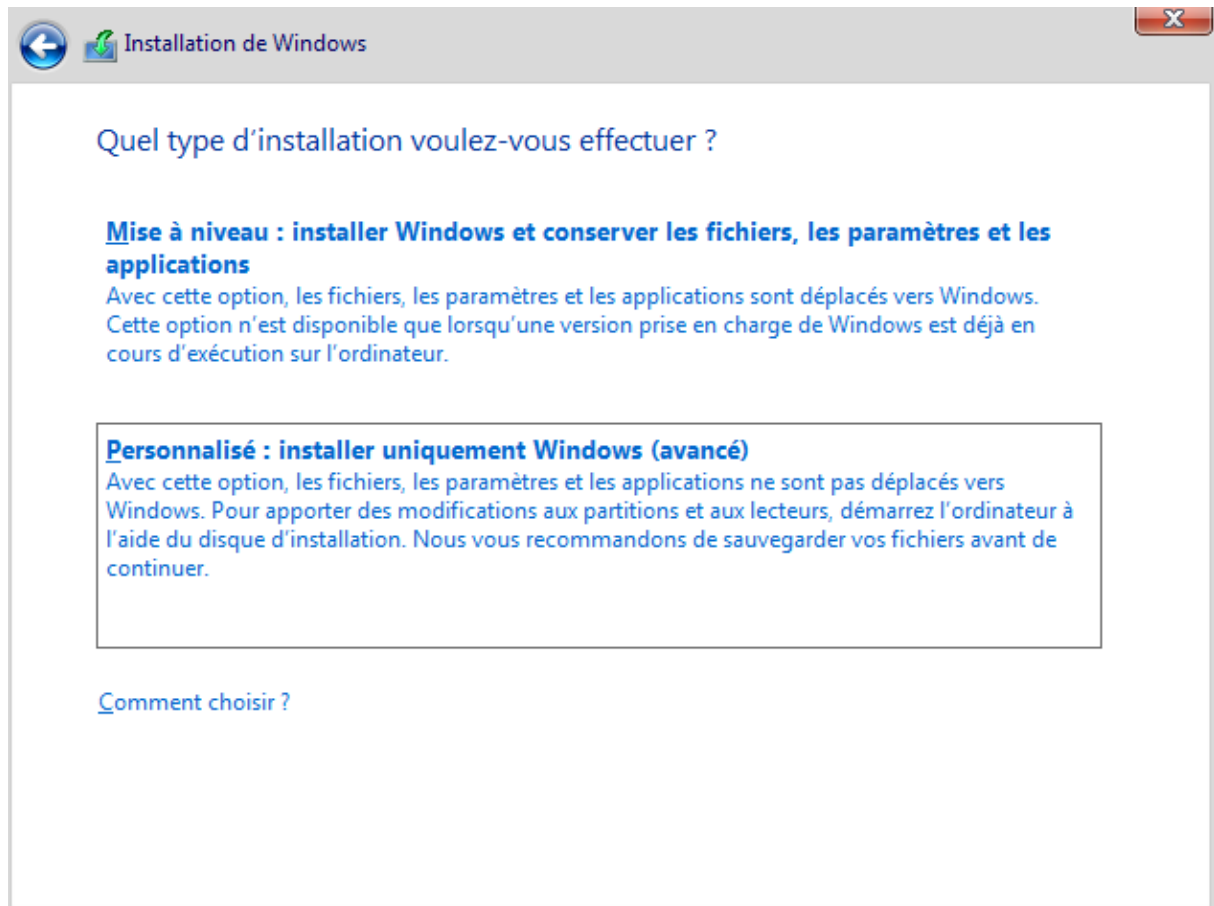 Installation de Windows
Quel type d’installation voulez-vous effectuer ?
Mise à niveau : installer Windows et conserver les fichiers, les paramètres et les
applications
Avec cette option, les fichiers, les paramètres et les applications sont déplacés vers Windows.
Cette option n’est disponible que lorsqu’une version prise en charge de Windows est déjà en
cours d’exécution sur l’ordinateur.
Personnalisé : installer uniquement Windows (avancé)
Avec cette option, les fichiers, les paramètres et les applications ne sont pas déplacés vers
Windows. Pour apporter des modifications aux partitions et aux lecteurs, démarrez l’ordinateur à
l’aide du disque d’installation. Nous vous recommandons de sauvegarder vos fichiers avant de
continuer.
Comment choisir ?